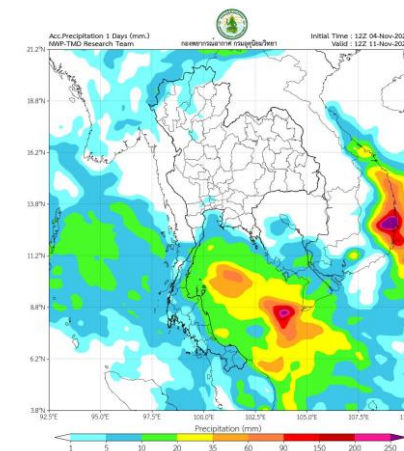 Acc.Precipitation 1 Days (mm.)
NWP-TMD Research Team
กองพยากรณ์อากาศ กรมอุตุนิยมวิทยา
Initial Time : 12Z 04-Nov-202
Valid : 12Z 11-Nov-202
21.2°N
18.8°N
16.2°N
13.8°N
11.2°N
8.8°N
6.2°N
3.8°N
92.5°E 95.0°E 97.5°E 100.0°E 102.5°E 105.0°E 107.5°E
Precipitation (mm)
1 5 10 20 35 60 90 150 200 250